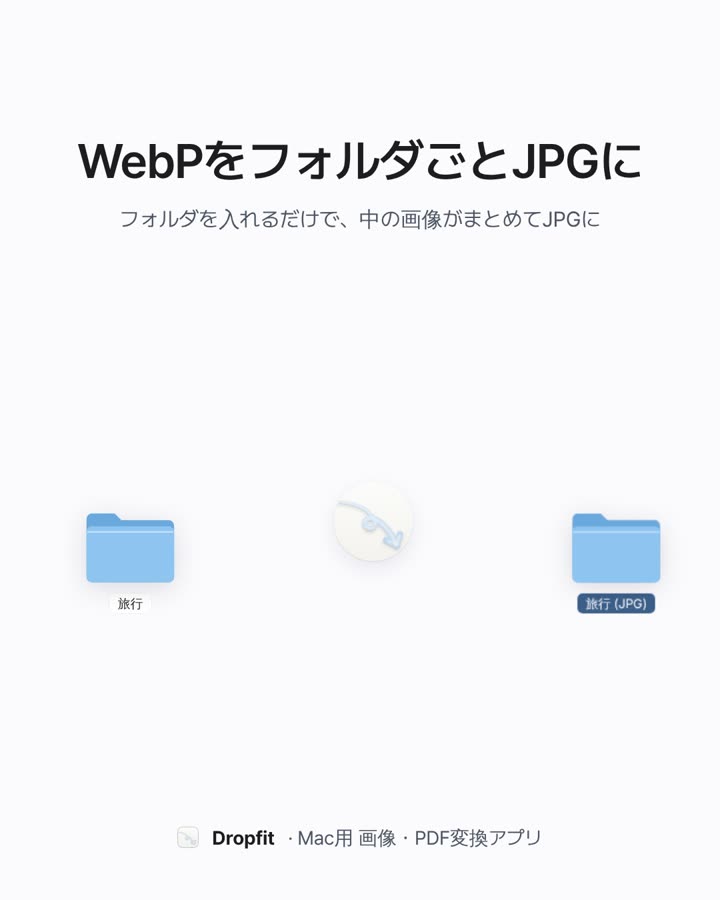 WebPをフォルダごとJPGに
フォルダを入れるだけで、中の画像がまとめてJPGに
旅行
旅行 (JPG)
Dropfit · Mac用 画像・PDF変換アプリ